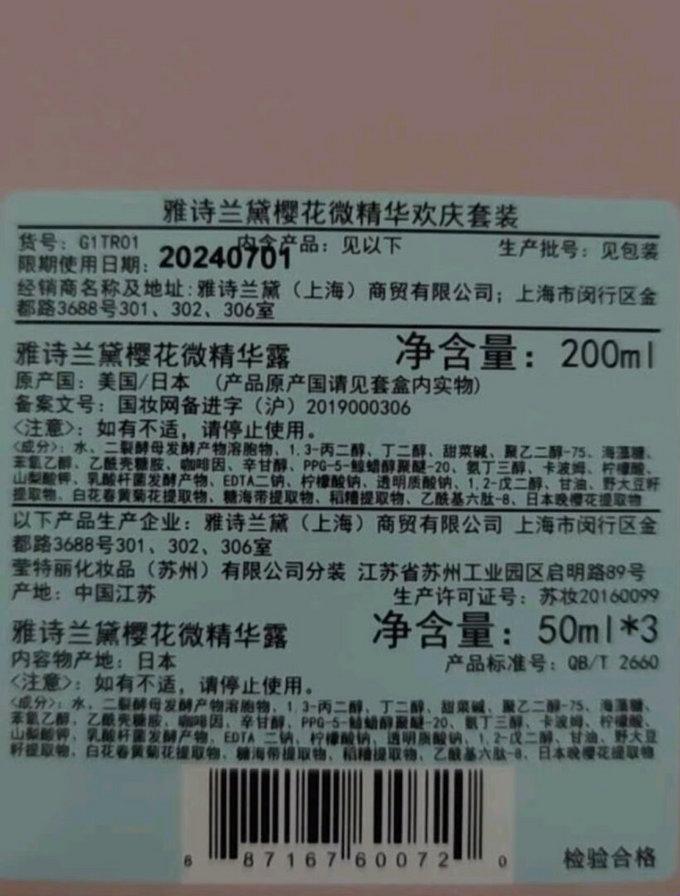 雅诗兰黛樱花微精华欢庆套装
货号：G1TR01 内含产品：见以下 生产批号：见包装
限期使用日期：20240701
经销商名称及地址：雅诗兰黛（上海）商贸有限公司；上海市闵行区金
都路3688号301、302、306室
雅诗兰黛樱花微精华露 净含量：200ml
原产国：美国/日本 （产品原产国请见套盒内实物）
备案文号：国妆网备进字（沪）2019000306
<注意>：如有不适，请停止使用。
<成分>：水、二裂酵母发酵产物溶胞物、1,3-丙二醇、丁二醇、甜菜碱、聚乙二醇-75、海藻糖、
苯氧乙醇、乙酰壳糖胺、咖啡因、辛甘醇、PPG-5-鲸蜡醇聚醚-20、氨丁三醇、卡波姆、柠檬酸、
山梨酸钾、乳酸杆菌发酵产物、EDTA二钠、柠檬酸钠、透明质酸钠、1,2-戊二醇、甘油、野大豆籽
提取物、白花春黄菊花提取物、糖海带提取物、稻糟提取物、乙酰基六肽-8、日本晚樱花提取物
以下产品生产企业：雅诗兰黛（上海）商贸有限公司 上海市闵行区金
都路3688号301、302、306室
莹特丽化妆品（苏州）有限公司分装 江苏省苏州工业园区启明路89号
产地：中国江苏 生产许可证号：苏妆20160099
雅诗兰黛樱花微精华露 净含量：50ml*3
内容物产地：日本 产品标准号：QB/T 2660
<注意>：如有不适，请停止使用。
<成分>：水、二裂酵母发酵产物溶胞物、1,3-丙二醇、丁二醇、甜菜碱、聚乙二醇-75、海藻糖、
苯氧乙醇、乙酰壳糖胺、咖啡因、辛甘醇、PPG-5-鲸蜡醇聚醚-20、氨丁三醇、卡波姆、柠檬酸、
山梨酸钾、乳酸杆菌发酵产物、EDTA 二钠、柠檬酸钠、透明质酸钠、1,2-戊二醇、甘油、野大豆
籽提取物、白花春黄菊花提取物、糖海带提取物、稻糟提取物、乙酰基六肽-8、日本晚樱花提取物
6 87167 60072 0 检验合格